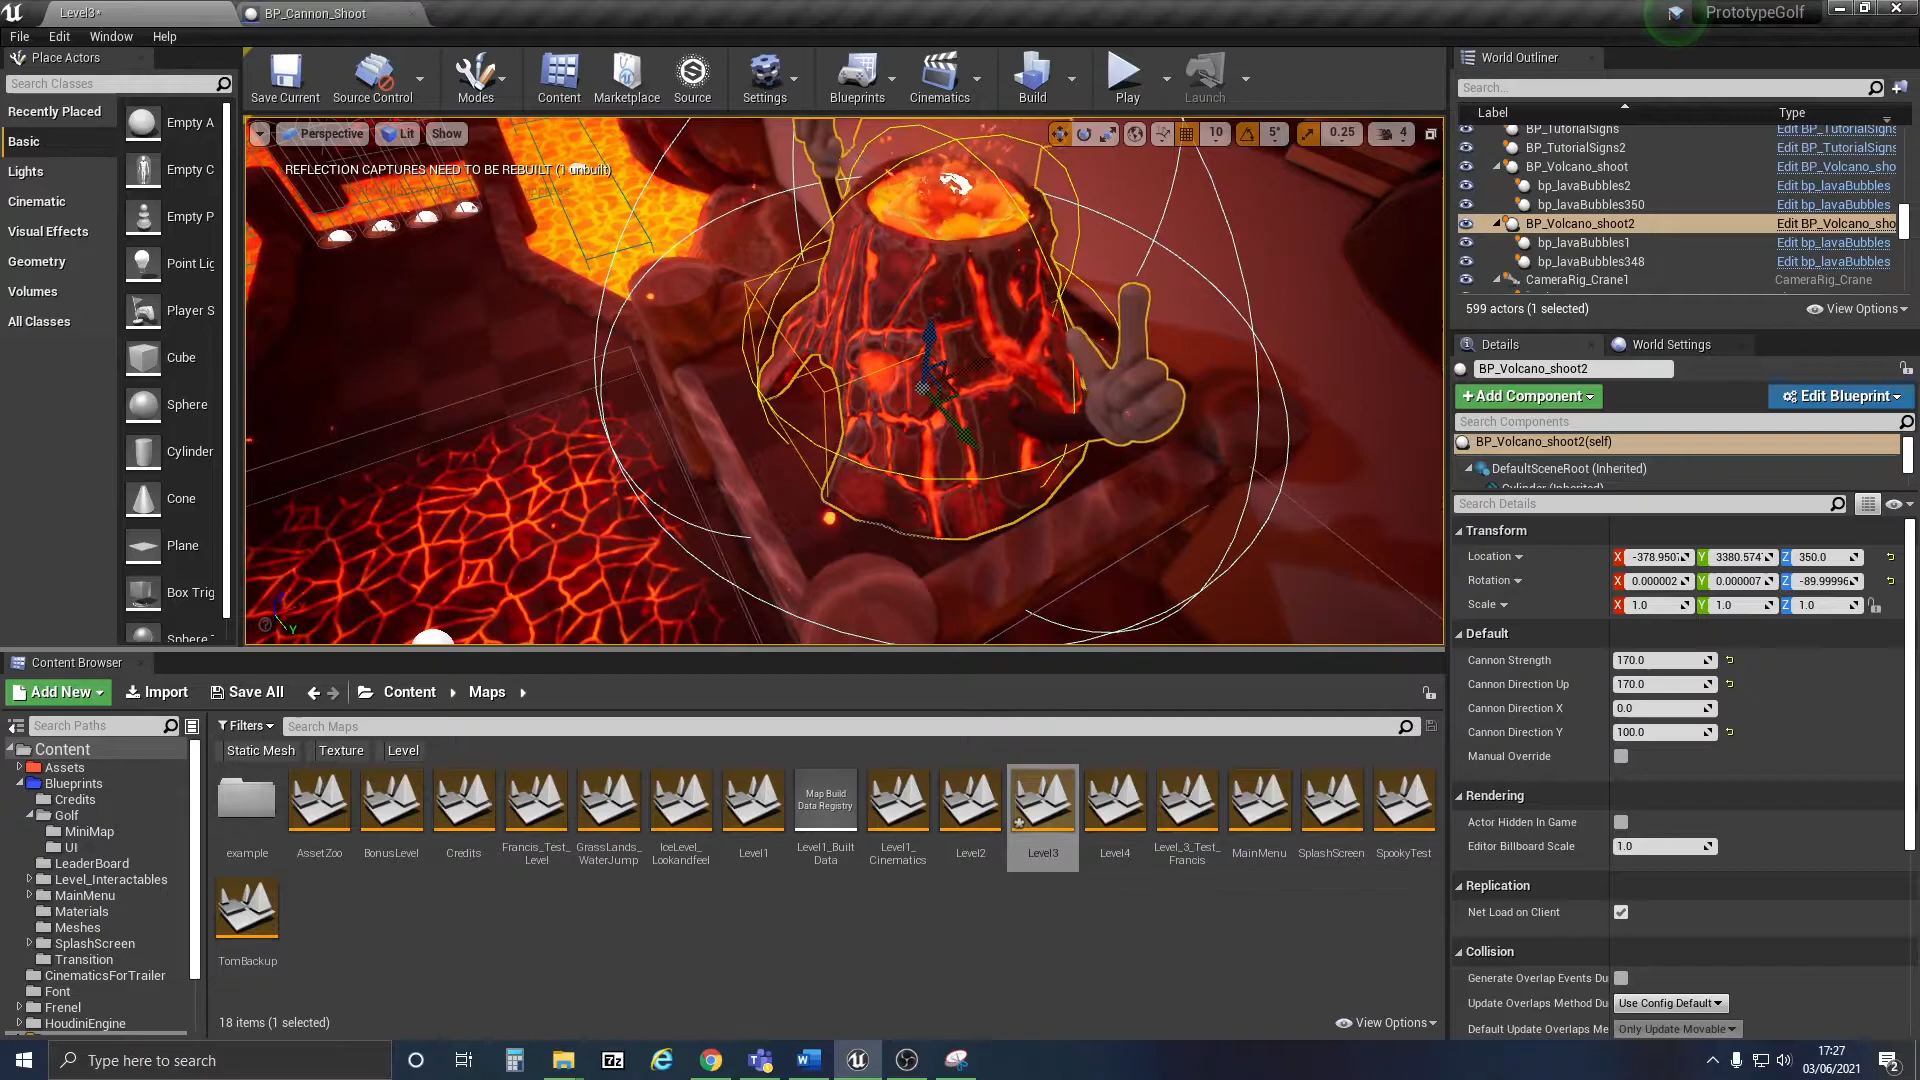 Level3*
BP_Cannon_Shoot
PrototypeGolf
File
Edit
Window
Help
Place Actors
Search Classes
Recently Placed
Basic
Lights
Cinematic
Visual Effects
Geometry
Volumes
All Classes
Empty A
Empty C
Empty P
Point Lig
Player S
Cube
Sphere
Cylinder
Cone
Plane
Box Trig
Sphere T
Save Current
Source Control
Modes
Content
Marketplace
Source
Settings
Blueprints
Cinematics
Build
Play
Launch
Perspective
Lit
Show
10
5°
0.25
4
REFLECTION CAPTURES NEED TO BE REBUILT (1 unbuilt)
Y
World Outliner
Search...
Label
Type
BP_TutorialSigns
Edit BP_TutorialSigns
BP_TutorialSigns2
Edit BP_TutorialSigns
BP_Volcano_shoot
Edit BP_Volcano_sho
bp_lavaBubbles2
Edit bp_lavaBubbles
bp_lavaBubbles350
Edit bp_lavaBubbles
BP_Volcano_shoot2
Edit BP_Volcano_sho
bp_lavaBubbles1
Edit bp_lavaBubbles
bp_lavaBubbles348
Edit bp_lavaBubbles
CameraRig_Crane1
CameraRig_Crane
599 actors (1 selected)
View Options
Details
World Settings
BP_Volcano_shoot2
Add Component
Edit Blueprint
Search Components
BP_Volcano_shoot2(self)
DefaultSceneRoot (Inherited)
Cylinder (Inherited)
Search Details
Transform
Location
X -378.9507
Y 3380.574
Z 350.0
Rotation
X 0.000002
Y 0.000007
Z -89.99996
Scale
X 1.0
Y 1.0
Z 1.0
Default
Cannon Strength
170.0
Cannon Direction Up
170.0
Cannon Direction X
0.0
Cannon Direction Y
100.0
Manual Override
Rendering
Actor Hidden In Game
Editor Billboard Scale
1.0
Replication
Net Load on Client
Collision
Generate Overlap Events Du
Update Overlaps Method Du
Use Config Default
Default Update Overlaps Me
Only Update Movable
Content Browser
Add New
Import
Save All
Content
Maps
Search Paths
Filters
Search Maps
Static Mesh
Texture
Level
Content
Assets
Blueprints
Credits
Golf
MiniMap
UI
LeaderBoard
Level_Interactables
MainMenu
Materials
Meshes
SplashScreen
Transition
CinematicsForTrailer
Font
Frenel
HoudiniEngine
example
AssetZoo
BonusLevel
Credits
Francis_Test_
Level
GrassLands_
WaterJump
IceLevel_
Lookandfeel
Level1
Map Build
Data Registry
Level1_Built
Data
Level1_
Cinematics
Level2
Level3
Level4
Level_3_Test_
Francis
MainMenu
SplashScreen
SpookyTest
TomBackup
18 items (1 selected)
View Options
Type here to search
7z
17:27
03/06/2021
2